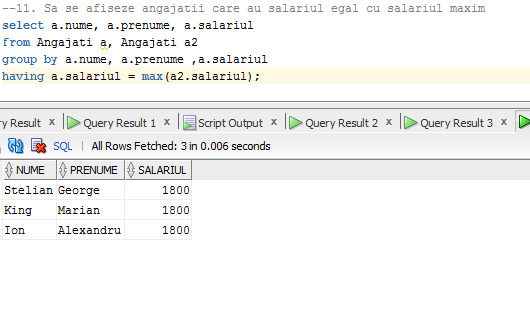 --11. Sa se afiseze angajatii care au salariul egal cu salariul maxim
select a.nume, a.prenume, a.salariul
from Angajati a, Angajati a2
group by a.nume, a.prenume ,a.salariul
having a.salariul = max(a2.salariul);
ry Result x Query Result 1 x Script Output x Query Result 2 x Query Result 3 x
SQL | All Rows Fetched: 3 in 0.006 seconds
NUME PRENUME SALARIUL
Stelian George 1800
King Marian 1800
Ion Alexandru 1800